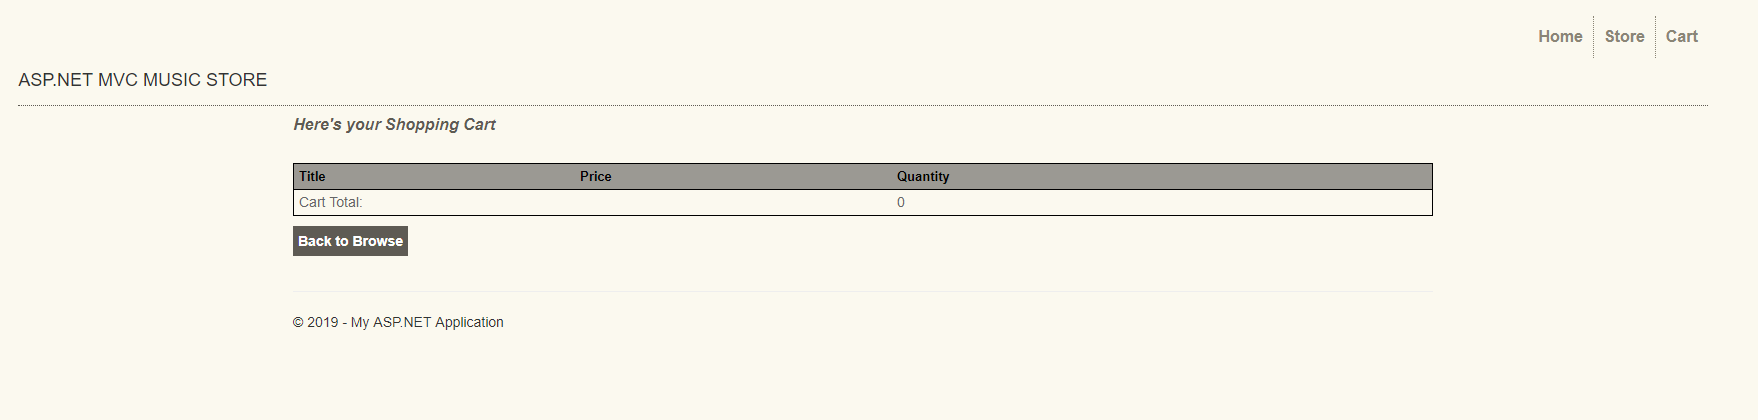 Home Store Cart
ASP.NET MVC MUSIC STORE
Here's your Shopping Cart
Title Price Quantity
Cart Total: 0
Back to Browse
© 2019 - My ASP.NET Application